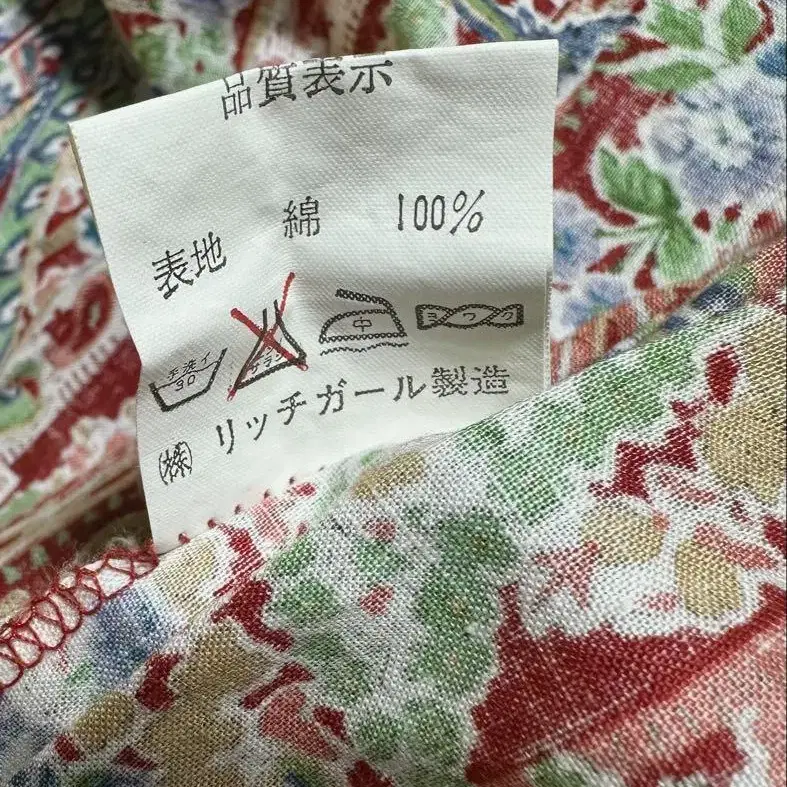 品質表示
表地 綿 100%
手洗イ 30 中 ヨワク
㈱ リッチガール製造